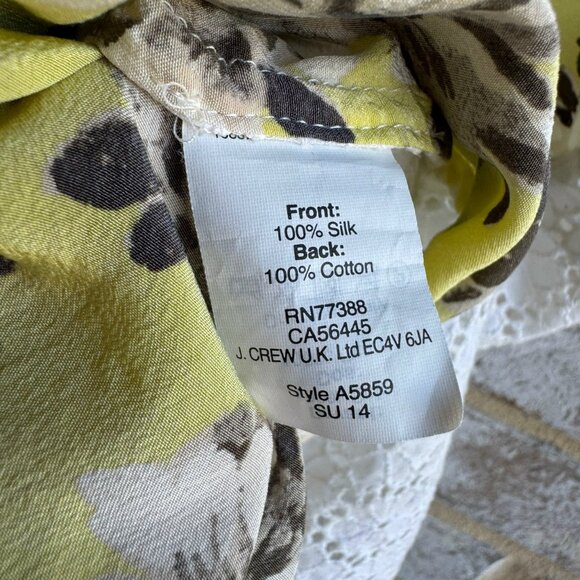 Front:
100% Silk
Back:
100% Cotton
RN77388
CA56445
J. CREW U.K. Ltd EC4V 6JA
Style A5859
SU 14